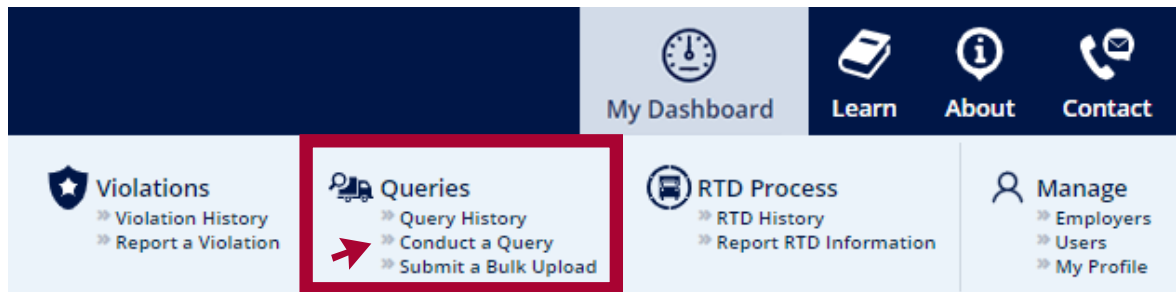 My Dashboard
Learn
About
Contact
Violations
» Violation History
» Report a Violation
Queries
» Query History
» Conduct a Query
» Submit a Bulk Upload
RTD Process
» RTD History
» Report RTD Information
Manage
» Employers
» Users
» My Profile